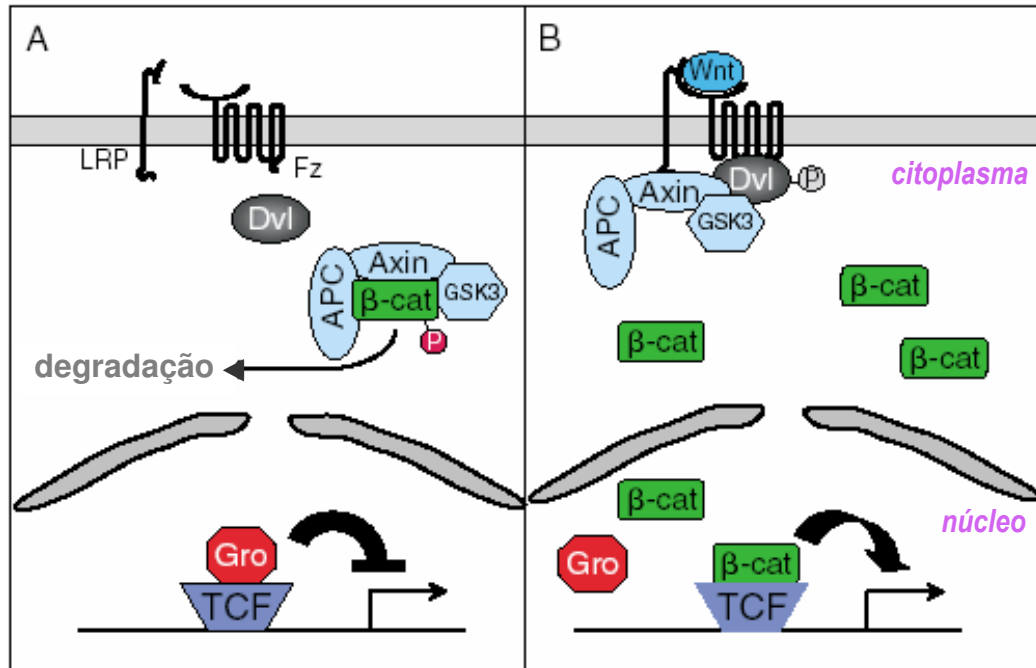 A
LRP
Fz
Dvl
Axin
APC
β-cat
GSK3
P
degradação
Gro
TCF
B
Wnt
citoplasma
Axin
Dvl
P
APC
GSK3
β-cat
β-cat
β-cat
núcleo
β-cat
Gro
β-cat
TCF